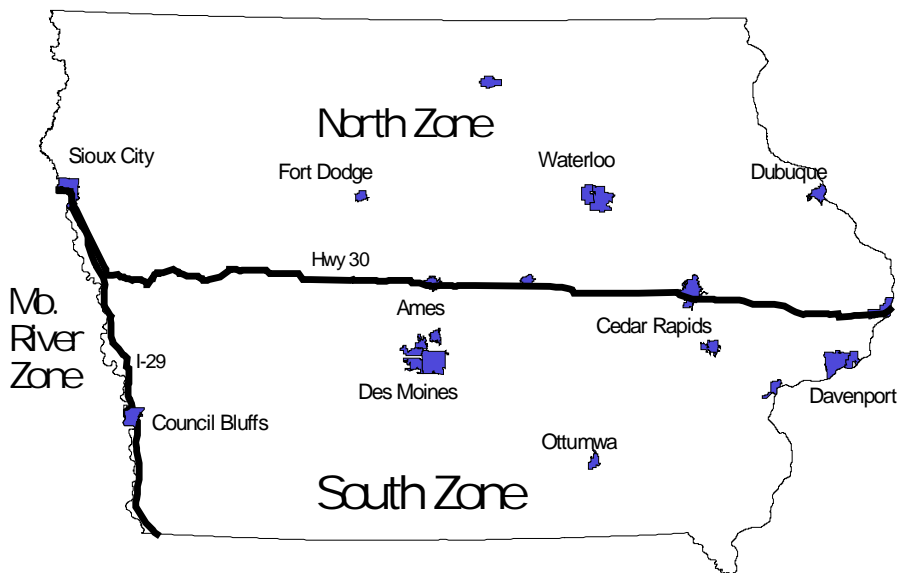 North Zone
Sioux City
Fort Dodge
Waterloo
Dubuque
Hwy 30
Mo.
River
Zone
Ames
Cedar Rapids
I-29
Des Moines
Davenport
Council Bluffs
Ottumwa
South Zone